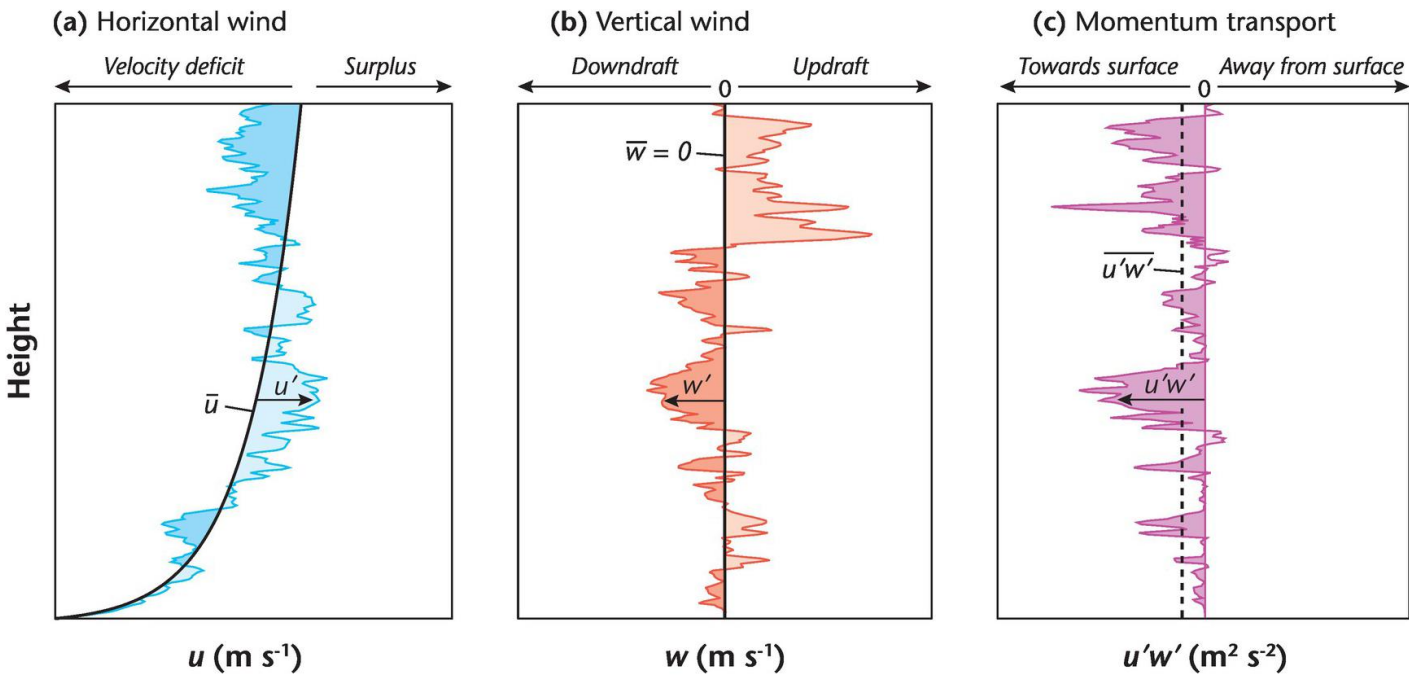 (a) Horizontal wind
Velocity deficit
Surplus
u̅
u′
Height
u (m s⁻¹)
(b) Vertical wind
Downdraft
0
Updraft
w̅ = 0
w′
w (m s⁻¹)
(c) Momentum transport
Towards surface
0
Away from surface
u̅′̅w̅′̅
u′w′
u′w′ (m² s⁻²)